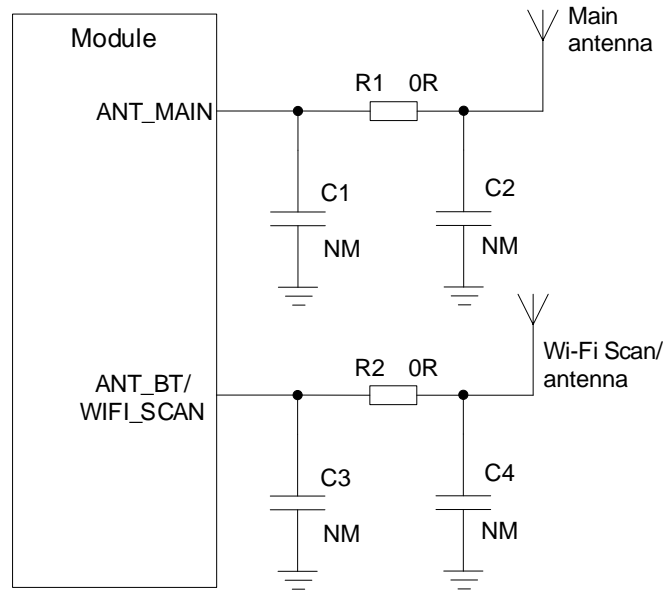 Module
Main
antenna
R1 0R
ANT_MAIN
C1
C2
NM
NM
Wi-Fi Scan/
antenna
R2 0R
ANT_BT/
WIFI_SCAN
C3
C4
NM
NM